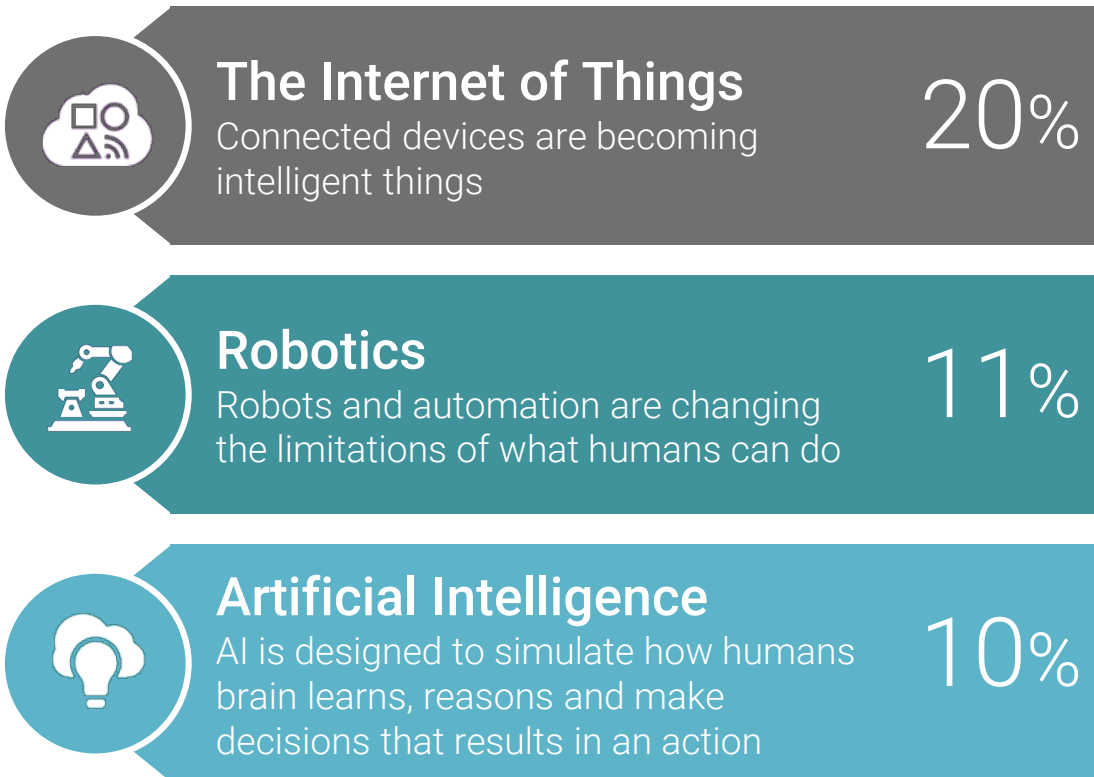 The Internet of Things
Connected devices are becoming
intelligent things
20%
Robotics
Robots and automation are changing
the limitations of what humans can do
11%
Artificial Intelligence
AI is designed to simulate how humans
brain learns, reasons and make
decisions that results in an action
10%